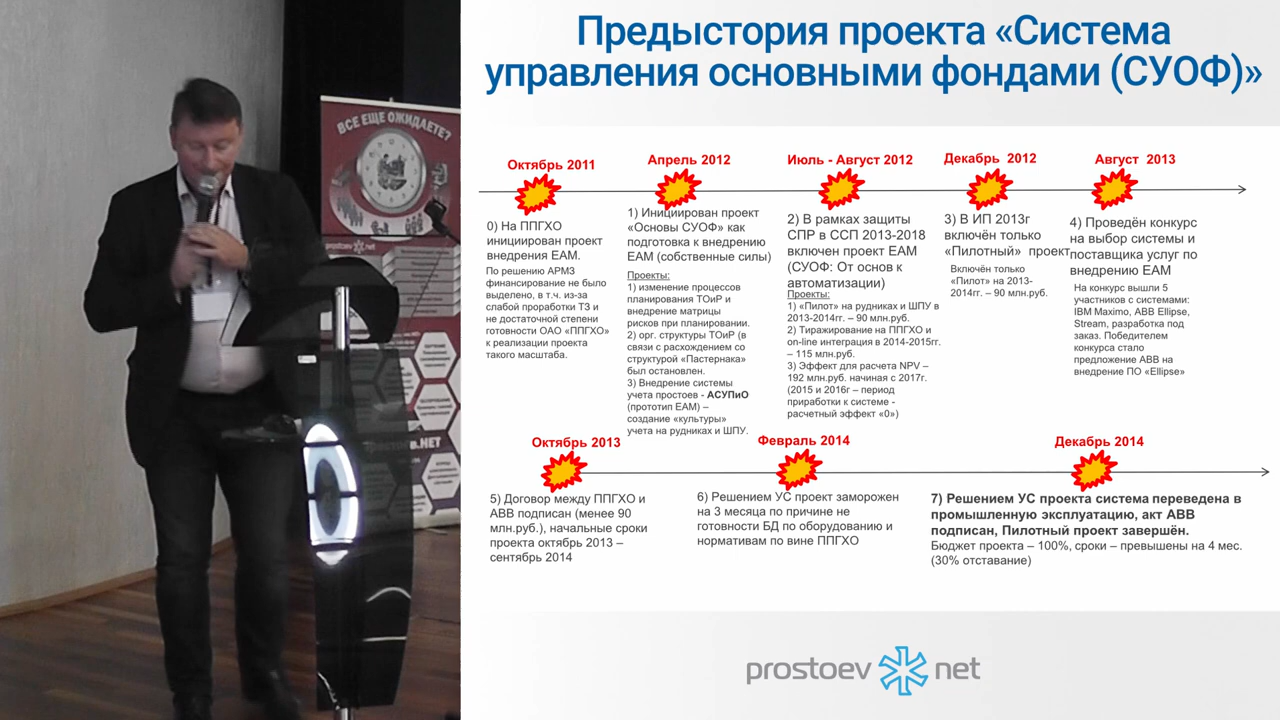 Предыстория проекта «Система
управления основными фондами (СУОФ)»
Октябрь 2011
0) На ППГХО
инициирован проект
внедрения ЕАМ.
По решению АРМЗ
финансирование не было
выделено, в т.ч. из-за
слабой проработки ТЗ и
не достаточной степени
готовности ОАО «ППГХО»
к реализации проекта
такого масштаба.
Апрель 2012
1) Инициирован проект
«Основы СУОФ» как
подготовка к внедрению
ЕАМ (собственные силы)
Проекты:
1) изменение процессов
планирования ТОиР и
внедрение матрицы
рисков при планировании.
2) орг. структуры ТОиР (в
связи с расхождением со
структурой «Пастернака»
был остановлен.
3) Внедрение системы
учета простоев - АСУПиО
(прототип ЕАМ) –
создание «культуры»
учета на рудниках и ШПУ.
Июль - Август 2012
2) В рамках защиты
СПР в ССП 2013-2018
включен проект ЕАМ
(СУОФ: От основ к
автоматизации)
Проекты:
1) «Пилот» на рудниках и ШПУ в
2013-2014гг. – 90 млн.руб.
2) Тиражирование на ППГХО и
on-line интеграция в 2014-2015гг.
– 115 млн.руб.
3) Эффект для расчета NPV –
192 млн.руб. начиная с 2017г.
(2015 и 2016г – период
приработки к системе -
расчетный эффект «0»)
Декабрь 2012
3) В ИП 2013г
включён только
«Пилотный» проект
Включён только
«Пилот» на 2013-
2014гг. – 90 млн.руб.
Август 2013
4) Проведён конкурс
на выбор системы и
поставщика услуг по
внедрению ЕАМ
На конкурс вышли 5
участников с системами:
IBM Maximo, ABB Ellipse,
Stream, разработка под
заказ. Победителем
конкурса стало
предложение АВВ на
внедрение ПО «Ellipse»
Октябрь 2013
5) Договор между ППГХО и
АВВ подписан (менее 90
млн.руб.), начальные сроки
проекта октябрь 2013 –
сентябрь 2014
Февраль 2014
6) Решением УС проект заморожен
на 3 месяца по причине не
готовности БД по оборудованию и
нормативам по вине ППГХО
Декабрь 2014
7) Решением УС проекта система переведена в
промышленную эксплуатацию, акт АВВ
подписан, Пилотный проект завершён.
Бюджет проекта – 100%, сроки – превышены на 4 мес.
(30% отставание)
prostoev net
ВСЕ ЕЩЕ ОЖИДАЕТЕ?
prostoev net